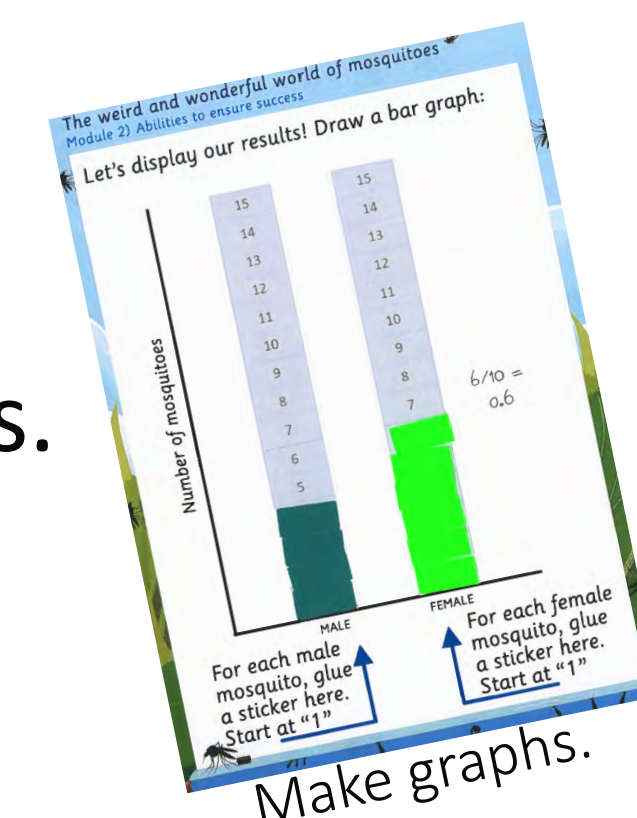 The weird and wonderful world of mosquitoes
Module 2) Abilities to ensure success
Let's display our results! Draw a bar graph:
15
14
13
12
11
10
9
8
7
6
5
15
14
13
12
11
10
9
8
7
6/10 =
0.6
Number of mosquitoes
MALE
FEMALE
For each male
mosquito, glue
a sticker here.
Start at “1”
For each female
mosquito, glue
a sticker here.
Start at “1”
s.
Make graphs.